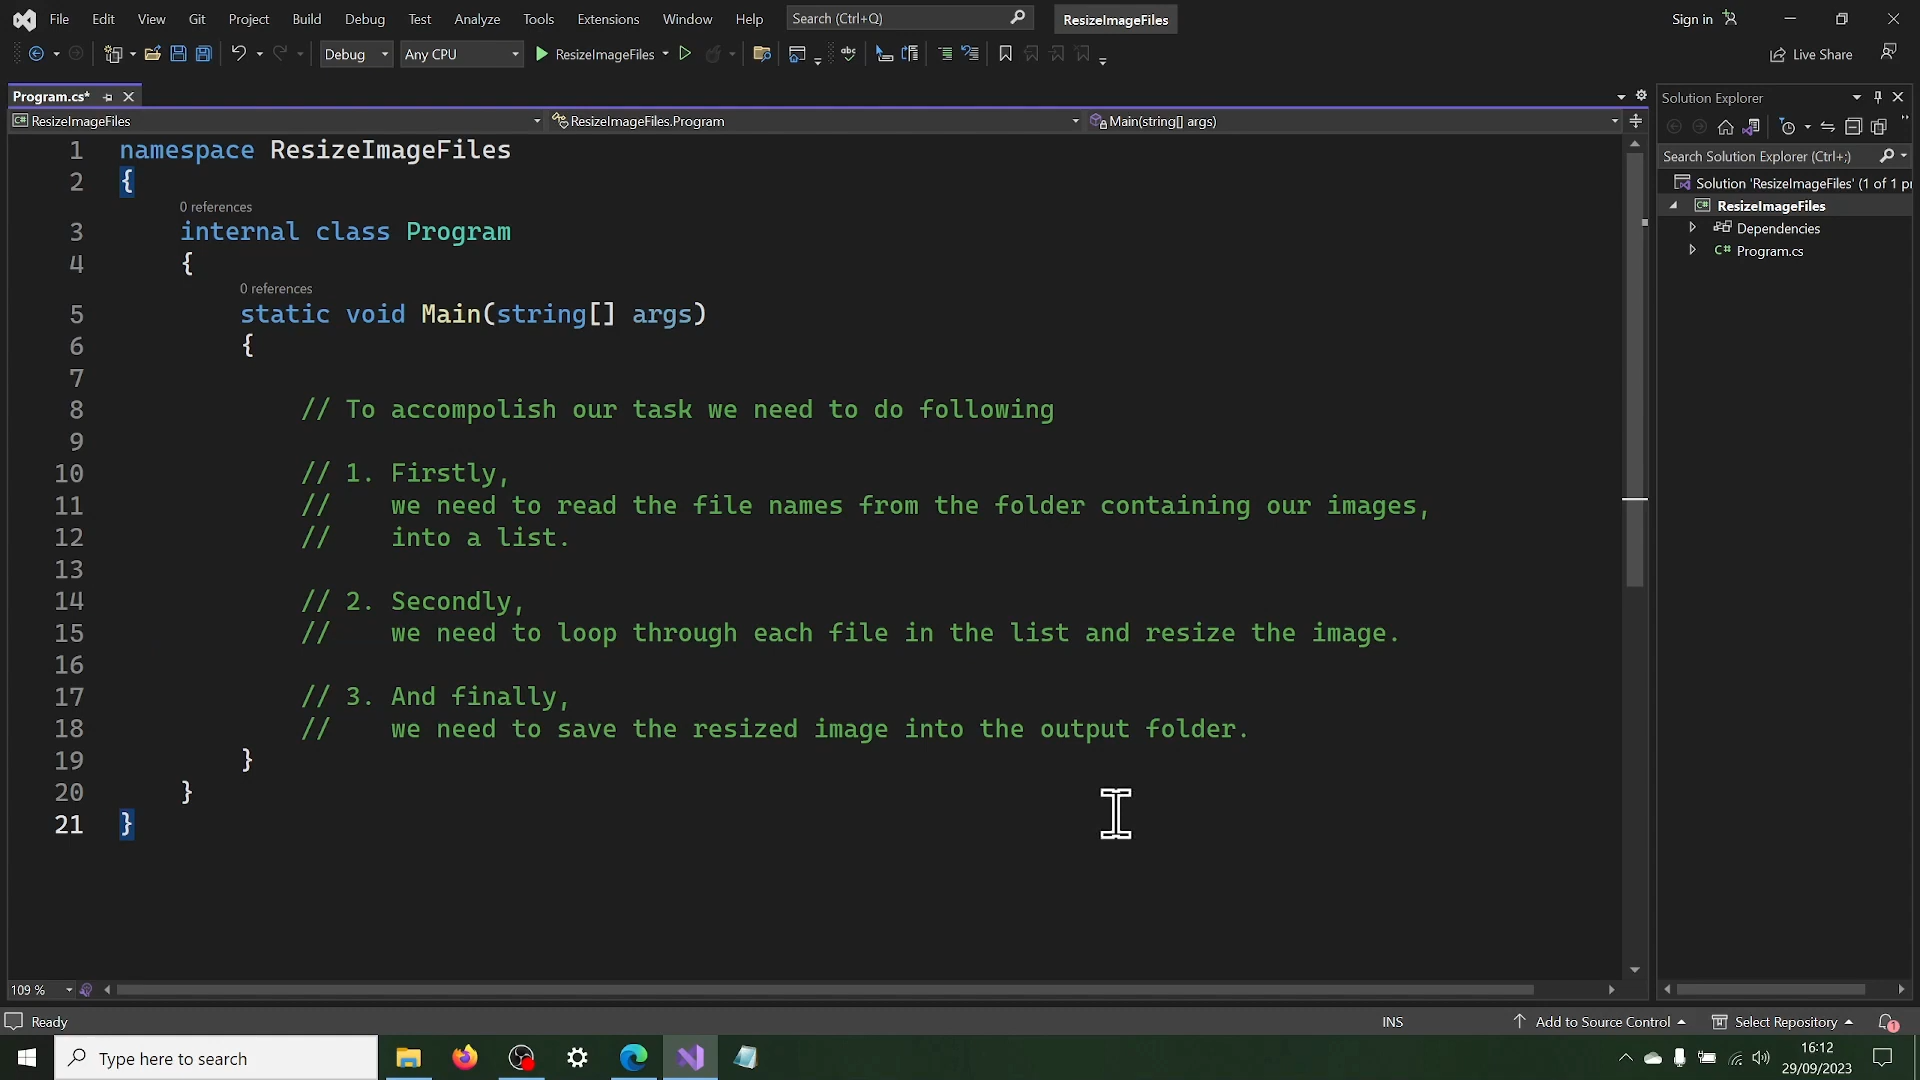 File Edit View Git Project Build Debug Test Analyze Tools Extensions Window Help Search (Ctrl+Q) ResizeImageFiles Sign in
Debug Any CPU ResizeImageFiles Live Share
Program.cs* Solution Explorer
ResizeImageFiles ResizeImageFiles.Program Main(string[] args)
Search Solution Explorer (Ctrl+;)
Solution 'ResizeImageFiles' (1 of 1 pr
ResizeImageFiles
Dependencies
C# Program.cs
1 namespace ResizeImageFiles
2 {
0 references
3 internal class Program
4 {
0 references
5 static void Main(string[] args)
6 {
7
8 // To accompolish our task we need to do following
9
10 // 1. Firstly,
11 // we need to read the file names from the folder containing our images,
12 // into a list.
13
14 // 2. Secondly,
15 // we need to loop through each file in the list and resize the image.
16
17 // 3. And finally,
18 // we need to save the resized image into the output folder.
19 }
20 }
21 }
109 %
Ready INS Add to Source Control Select Repository 1
Type here to search 16:12
29/09/2023